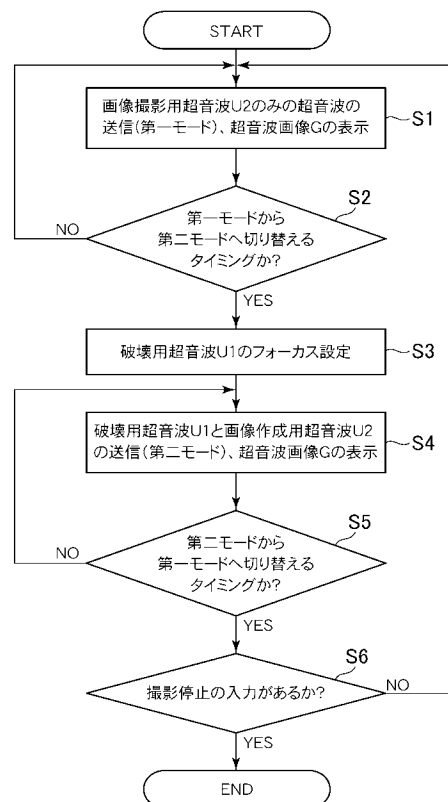 START
画像撮影用超音波U2のみの超音波の
送信(第一モード)、超音波画像Gの表示
S1
S2
第一モードから
第二モードへ切り替える
タイミングか?
NO
YES
破壊用超音波U1のフォーカス設定
S3
破壊用超音波U1と画像作成用超音波U2
の送信(第二モード)、超音波画像Gの表示
S4
S5
第二モードから
第一モードへ切り替える
タイミングか?
NO
YES
S6
撮影停止の入力があるか?
NO
YES
END